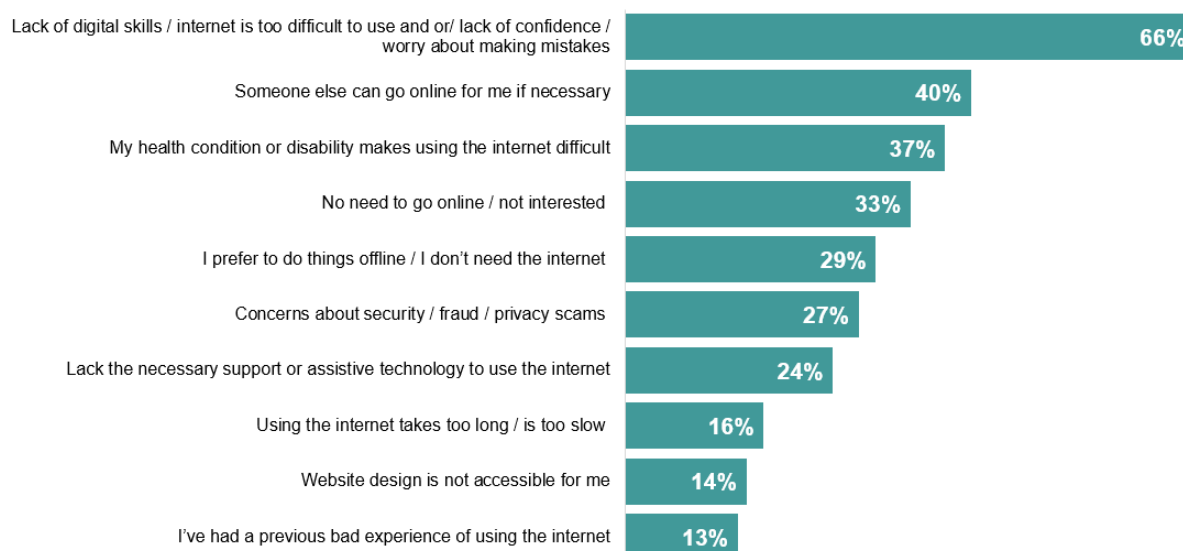 Lack of digital skills / internet is too difficult to use and or/ lack of confidence /
worry about making mistakes
66%
Someone else can go online for me if necessary
40%
My health condition or disability makes using the internet difficult
37%
No need to go online / not interested
33%
I prefer to do things offline / I don’t need the internet
29%
Concerns about security / fraud / privacy scams
27%
Lack the necessary support or assistive technology to use the internet
24%
Using the internet takes too long / is too slow
16%
Website design is not accessible for me
14%
I’ve had a previous bad experience of using the internet
13%